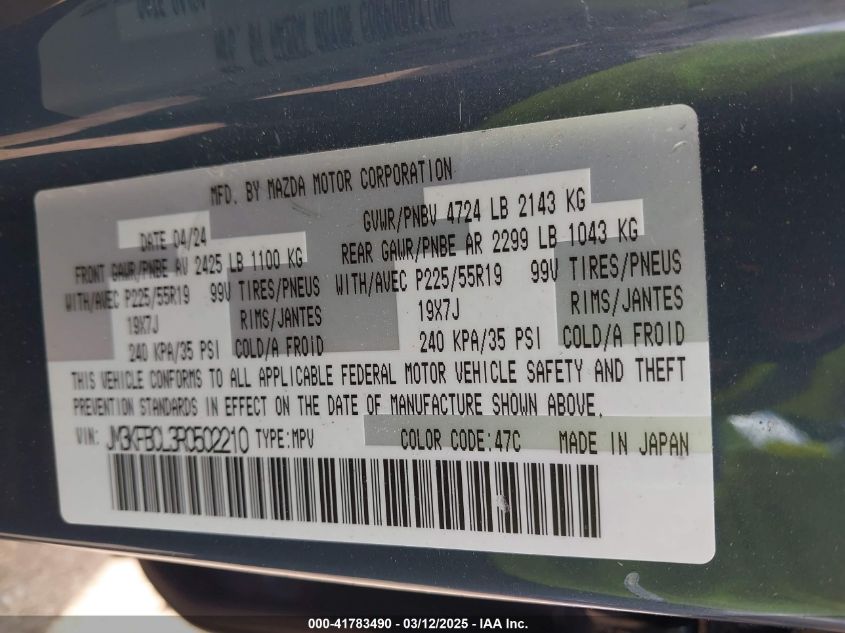 MFD. BY MAZDA MOTOR CORPORATION
DATE 04/24 GVWR/PNBV 4724 LB 2143 KG
FRONT GAWR/PNBE AV 2425 LB 1100 KG REAR GAWR/PNBE AR 2299 LB 1043 KG
WITH/AVEC P225/55R19 99V TIRES/PNEUS WITH/AVEC P225/55R19 99V TIRES/PNEUS
19X7J RIMS/JANTES 19X7J RIMS/JANTES
240 KPA/35 PSI COLD/A FROID 240 KPA/35 PSI COLD/A FROID
THIS VEHICLE CONFORMS TO ALL APPLICABLE FEDERAL MOTOR VEHICLE SAFETY AND THEFT
PREVENTION STANDARDS IN EFFECT ON THE DATE OF MANUFACTURE SHOWN ABOVE.
VIN: JM3KFBCL3R0502210 TYPE:MPV COLOR CODE:47C MADE IN JAPAN
000-41783490 - 03/12/2025 - IAA Inc.